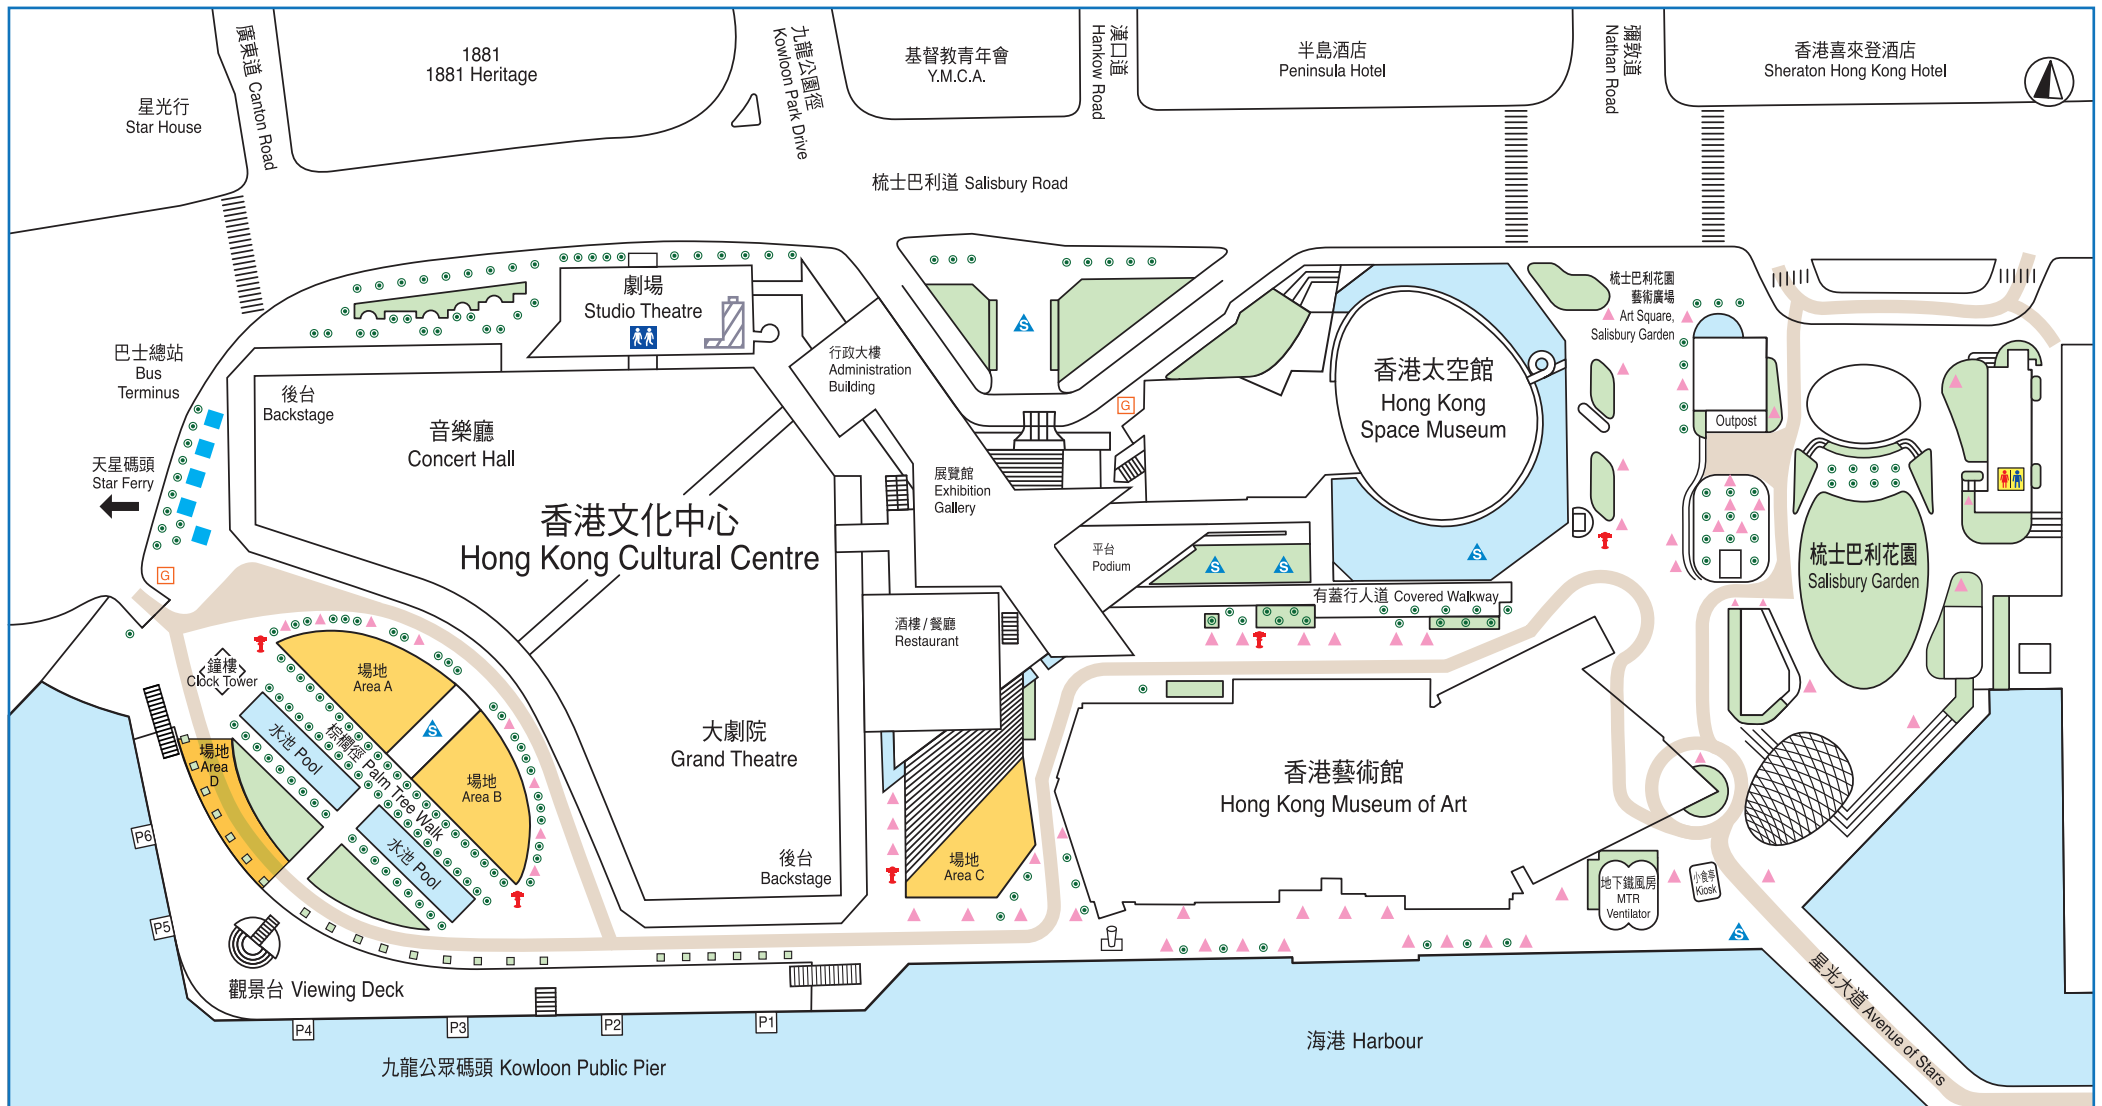 廣東道 Canton Road
1881
1881 Heritage
九龍公園徑
Kowloon Park Drive
基督教青年會
Y.M.C.A.
漢口道
Hankow Road
半島酒店
Peninsula Hotel
彌敦道
Nathan Road
香港喜來登酒店
Sheraton Hong Kong Hotel
星光行
Star House
梳士巴利道 Salisbury Road
劇場
Studio Theatre
梳士巴利花園
藝術廣場
Art Square,
Salisbury Garden
巴士總站
Bus
Terminus
後台
Backstage
行政大樓
Administration
Building
S
G
香港太空館
Hong Kong
Space Museum
Outpost
音樂廳
Concert Hall
天星碼頭
Star Ferry
展覽館
Exhibition
Gallery
香港文化中心
Hong Kong Cultural Centre
平台
Podium
S
S
S
梳士巴利花園
Salisbury Garden
G
有蓋行人道 Covered Walkway
酒樓 / 餐廳
Restaurant
鐘樓
Clock Tower
場地
Area A
S
水池 Pool
棕櫚徑 Palm Tree Walk
場地
Area B
場地
Area
D
大劇院
Grand Theatre
香港藝術館
Hong Kong Museum of Art
水池 Pool
後台
Backstage
場地
Area C
地下鐵風房
MTR
Ventilator
小食亭
Kiosk
S
P6
P5
觀景台 Viewing Deck
P4
P3
P2
P1
星光大道 Avenue of Stars
海港 Harbour
九龍公眾碼頭 Kowloon Public Pier